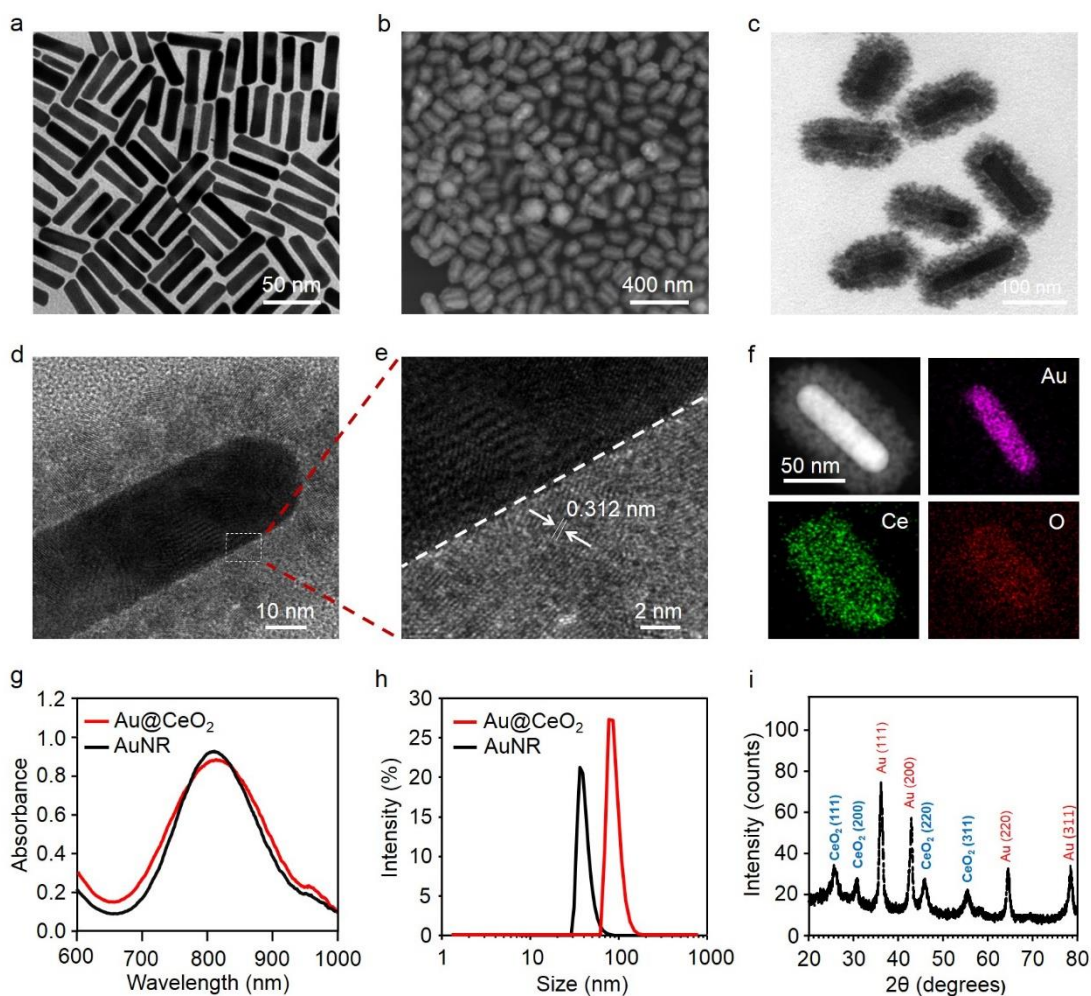 a
b
c
50 nm
400 nm
100 nm
d
e
f
0.312 nm
10 nm
2 nm
50 nm
Au
Ce
O
g
1.2
1.0
0.8
0.6
0.4
0.2
0.0
Au@CeO₂
AuNR
Absorbance
600
700
800
900
1000
Wavelength (nm)
h
30
25
20
15
10
5
0
Au@CeO₂
AuNR
Intensity (%)
1
10
100
1000
Size (nm)
i
100
80
60
40
20
0
Intensity (counts)
CeO₂ (111)
CeO₂ (200)
Au (111)
Au (200)
CeO₂ (220)
CeO₂ (311)
Au (220)
Au (311)
20
30
40
50
60
70
80
2θ (degrees)